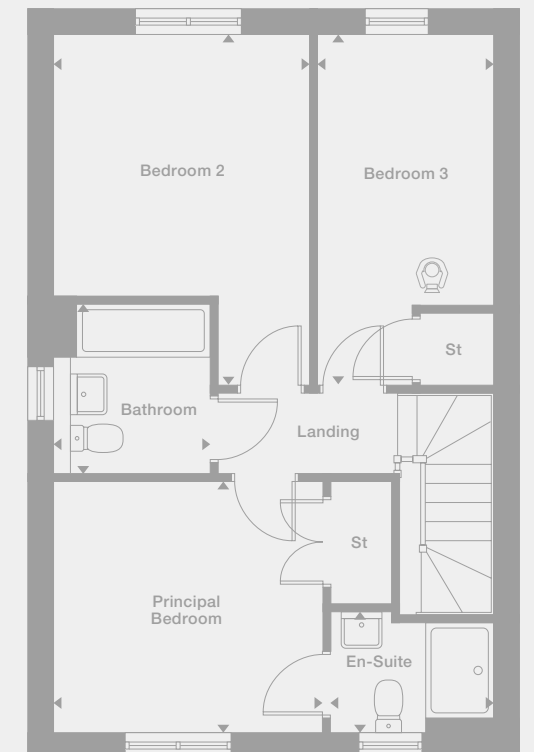 Bedroom 2
Bedroom 3
St
Bathroom
Landing
St
Principal
Bedroom
En-Suite